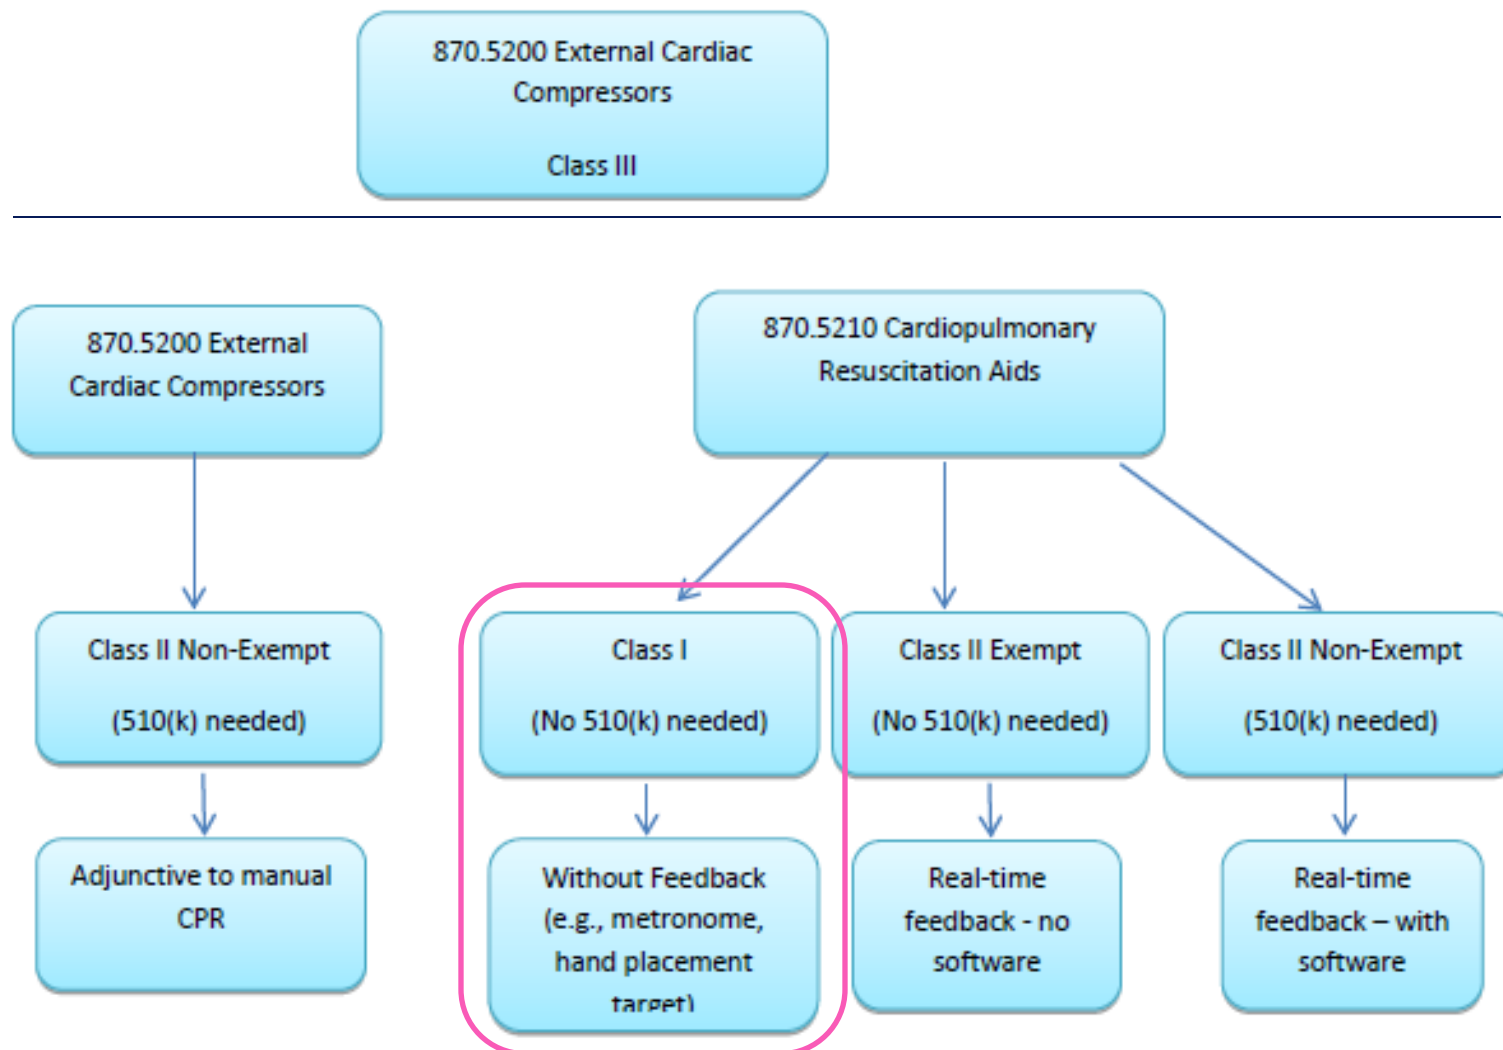 870.5200 External Cardiac
Compressors
Class III
870.5200 External
Cardiac Compressors
870.5210 Cardiopulmonary
Resuscitation Aids
Class II Non-Exempt
(510(k) needed)
Class I
(No 510(k) needed)
Class II Exempt
(No 510(k) needed)
Class II Non-Exempt
(510(k) needed)
Adjunctive to manual
CPR
Without Feedback
(e.g., metronome,
hand placement
target)
Real-time
feedback - no
software
Real-time
feedback – with
software